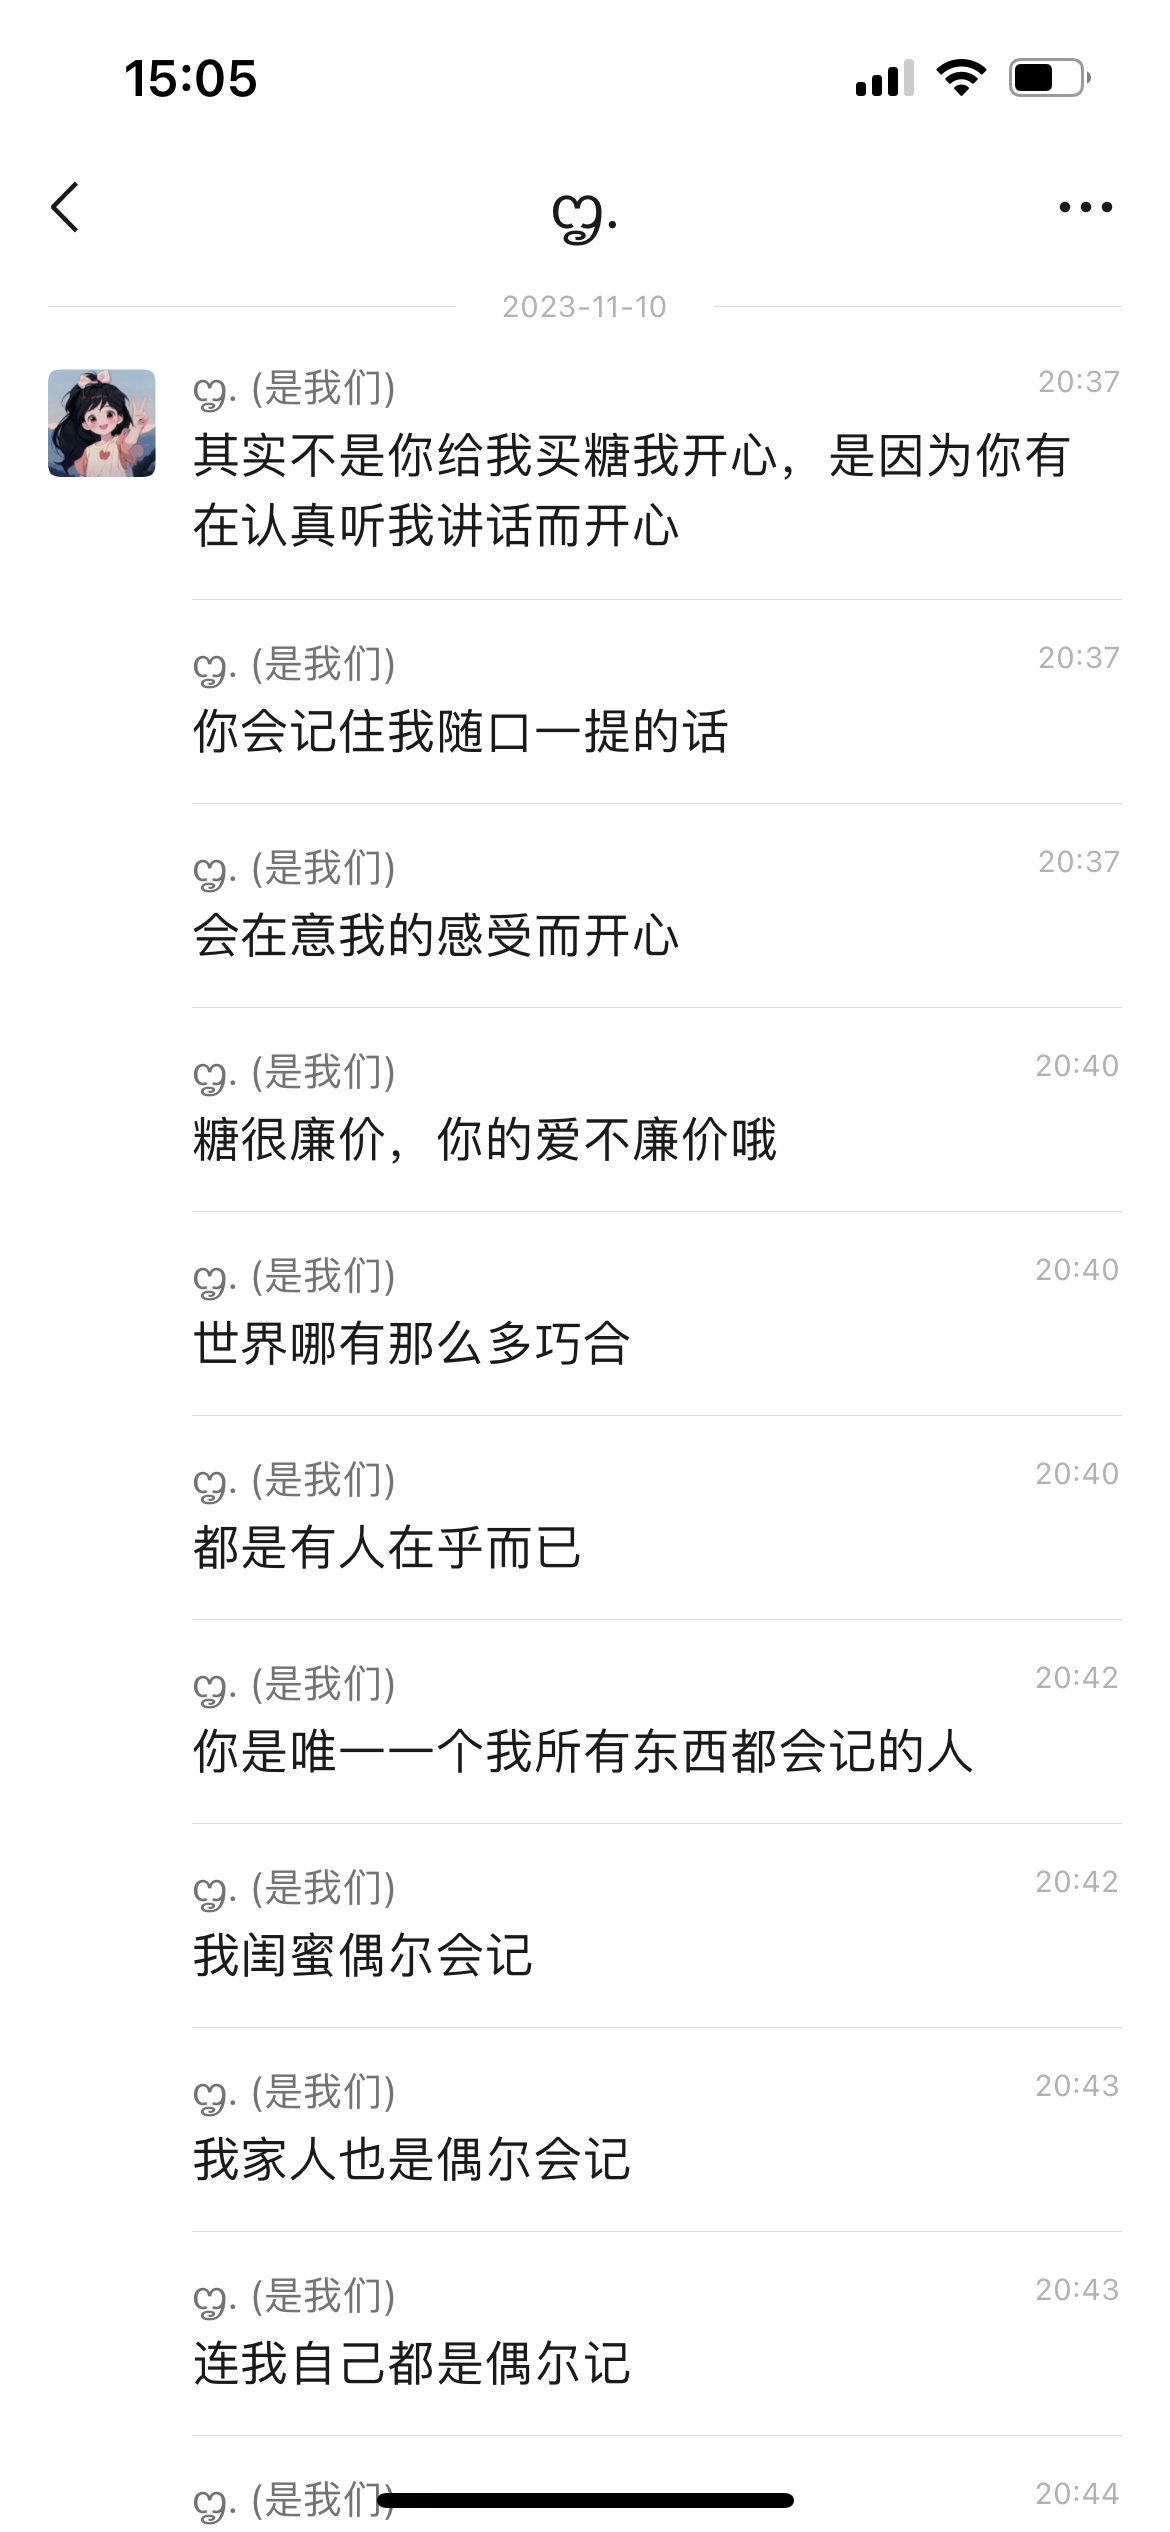 15:05
ღ.
2023-11-10
ღ. (是我们)
20:37
其实不是你给我买糖我开心，是因为你有
在认真听我讲话而开心
ღ. (是我们)
20:37
你会记住我随口一提的话
ღ. (是我们)
20:37
会在意我的感受而开心
ღ. (是我们)
20:40
糖很廉价，你的爱不廉价哦
ღ. (是我们)
20:40
世界哪有那么多巧合
ღ. (是我们)
20:40
都是有人在乎而已
ღ. (是我们)
20:42
你是唯一一个我所有东西都会记的人
ღ. (是我们)
20:42
我闺蜜偶尔会记
ღ. (是我们)
20:43
我家人也是偶尔会记
ღ. (是我们)
20:43
连我自己都是偶尔记
ღ. (是我们)
20:44